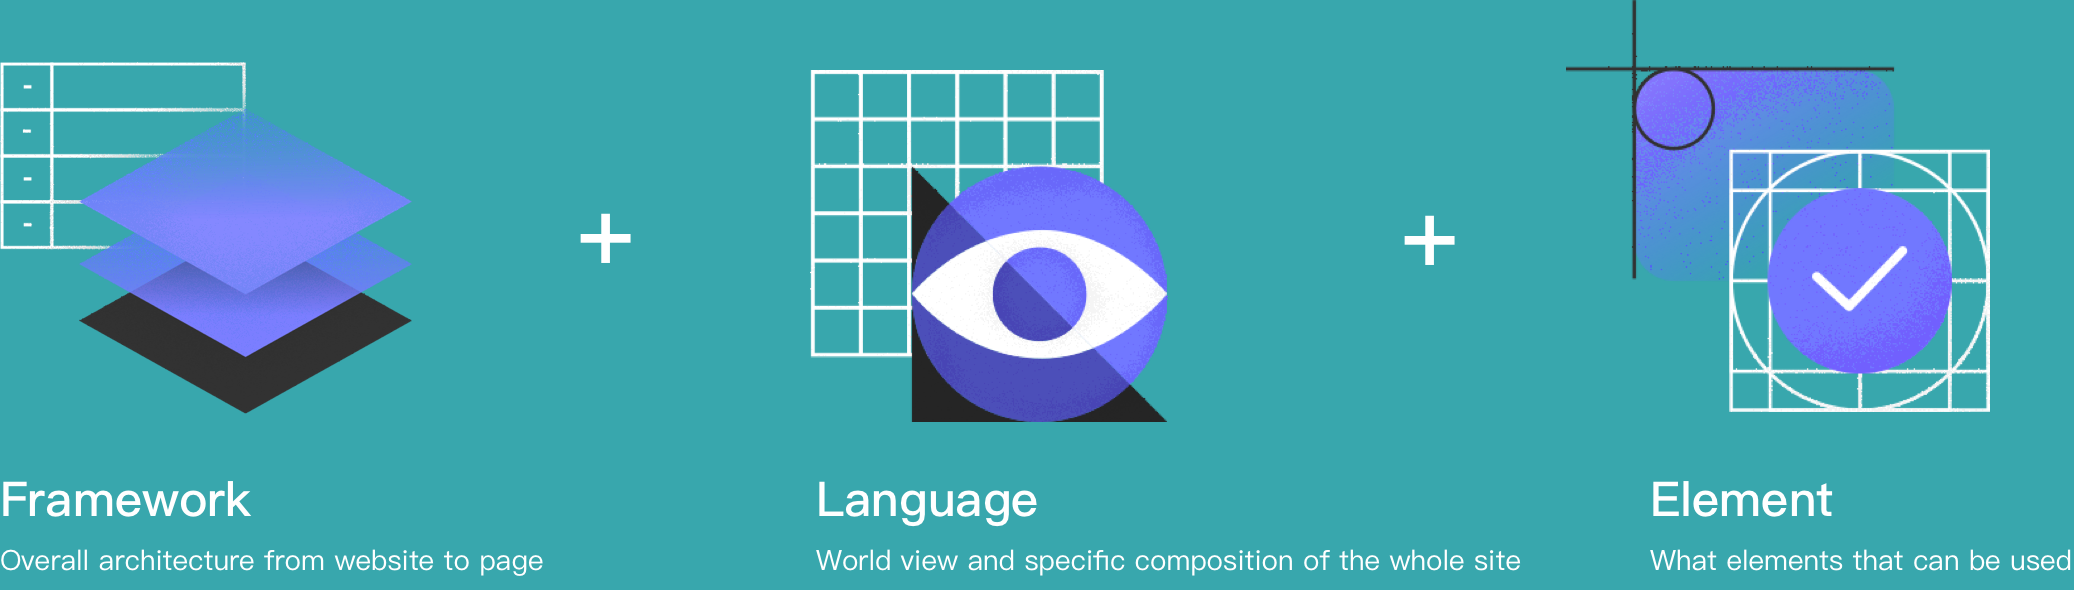 +
+
Framework
Language
Element
Overall architecture from website to page
World view and specific composition of the whole site
What elements that can be used